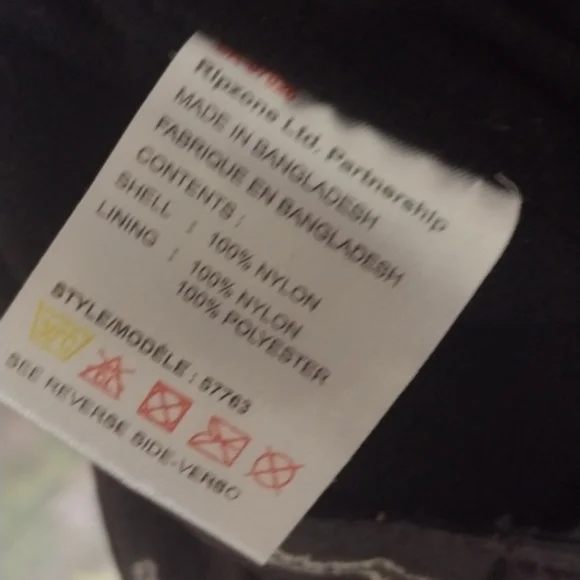 Ripzone Ltd. Partnership
MADE IN BANGLADESH
FABRIQUE EN BANGLADESH
CONTENTS :
SHELL : 100% NYLON
LINING : 100% NYLON
100% POLYESTER
STYLE/MODÉLE : 57763
SEE REVERSE SIDE-VERSO